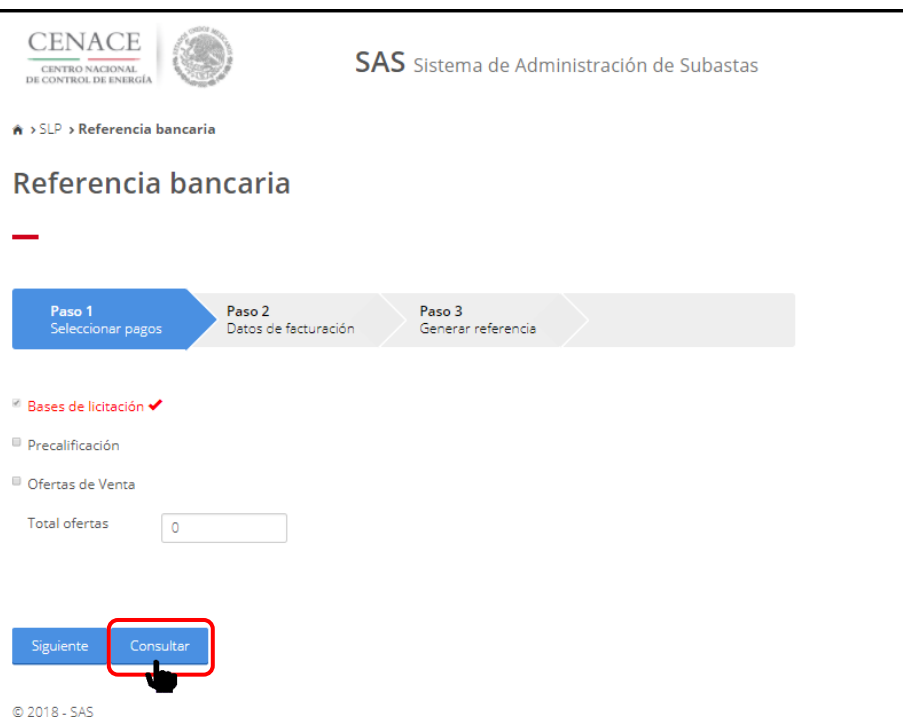 CENACE
CENTRO NACIONAL
DE CONTROL DE ENERGÍA
SAS Sistema de Administración de Subastas
> SLP > Referencia bancaria
Referencia bancaria
Paso 1
Seleccionar pagos
Paso 2
Datos de facturación
Paso 3
Generar referencia
Bases de licitación
Precalificación
Ofertas de Venta
Total ofertas 0
Siguiente Consultar
© 2018 - SAS